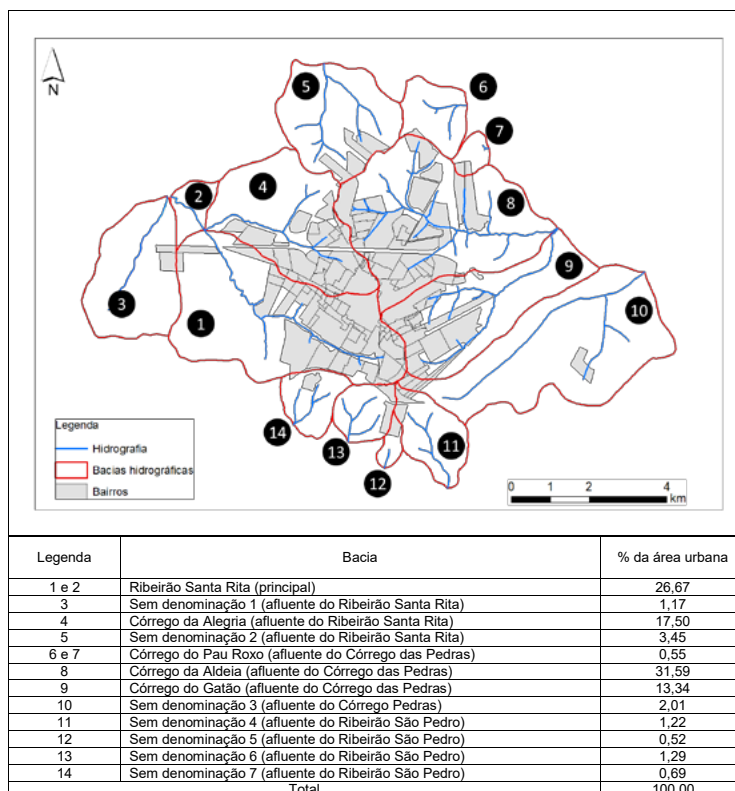 N
5
6
7
2
4
8
9
3
10
1
Legenda
Hidrografia
Bacias hidrográficas
Bairros
14
13
12
11
0 1 2 4
km
Legenda Bacia % da área urbana
1 e 2 Ribeirão Santa Rita (principal) 26,67
3 Sem denominação 1 (afluente do Ribeirão Santa Rita) 1,17
4 Córrego da Alegria (afluente do Ribeirão Santa Rita) 17,50
5 Sem denominação 2 (afluente do Ribeirão Santa Rita) 3,45
6 e 7 Córrego do Pau Roxo (afluente do Córrego das Pedras) 0,55
8 Córrego da Aldeia (afluente do Córrego das Pedras) 31,59
9 Córrego do Gatão (afluente do Córrego das Pedras) 13,34
10 Sem denominação 3 (afluente do Córrego Pedras) 2,01
11 Sem denominação 4 (afluente do Ribeirão São Pedro) 1,22
12 Sem denominação 5 (afluente do Ribeirão São Pedro) 0,52
13 Sem denominação 6 (afluente do Ribeirão São Pedro) 1,29
14 Sem denominação 7 (afluente do Ribeirão São Pedro) 0,69
Total 100,00